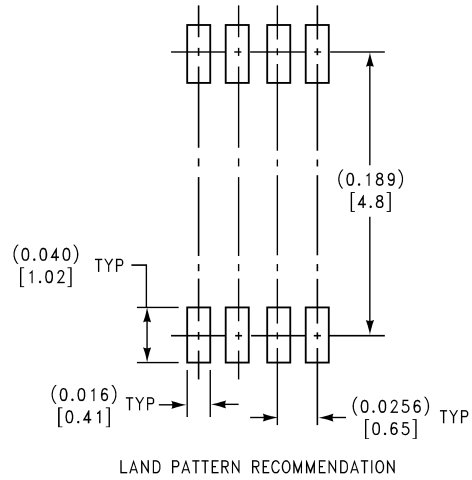 (0.189)
[4.8]
(0.040)
[1.02]
TYP
(0.016)
[0.41]
TYP
(0.0256)
[0.65]
TYP
LAND PATTERN RECOMMENDATION